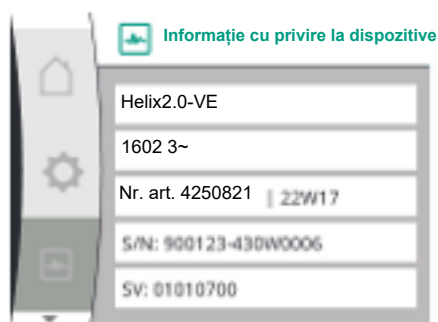 Informație cu privire la dispozitive
Helix2.0-VE
1602 3~
Nr. art. 4250821 | 22W17
S/N: 900123-430W0006
SV: 01010700